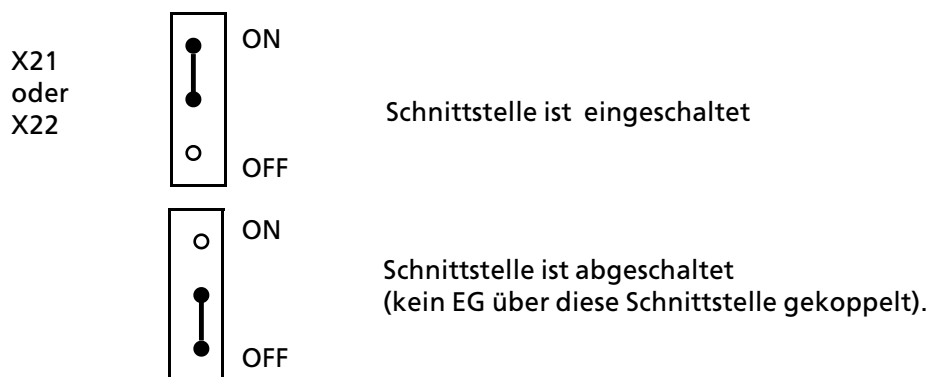 X21
oder
X22
ON
Schnittstelle ist eingeschaltet
OFF
ON
Schnittstelle ist abgeschaltet
(kein EG über diese Schnittstelle gekoppelt).
OFF